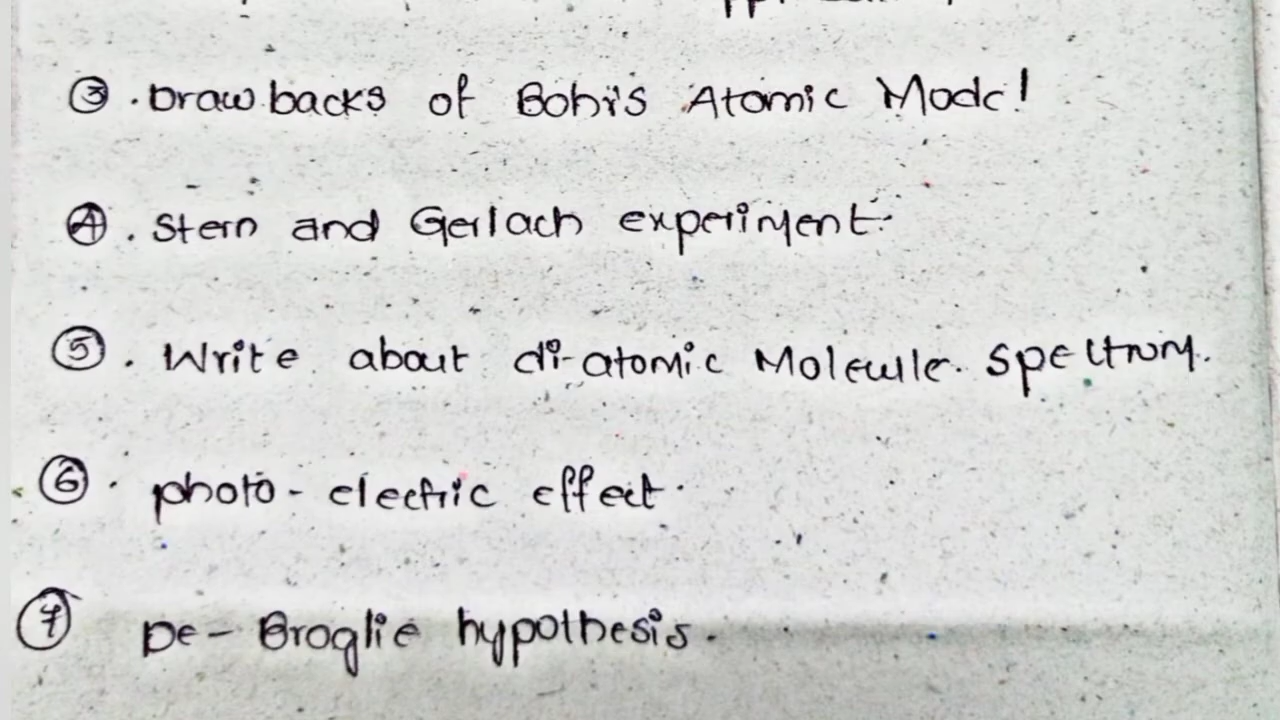 ③. Drawbacks of Bohr's Atomic Model
④. Stern and Gerlach experiment.
⑤. Write about di-atomic Molecule. Spectrum.
⑥. photo-electric effect.
⑦ De-Broglie hypothesis.